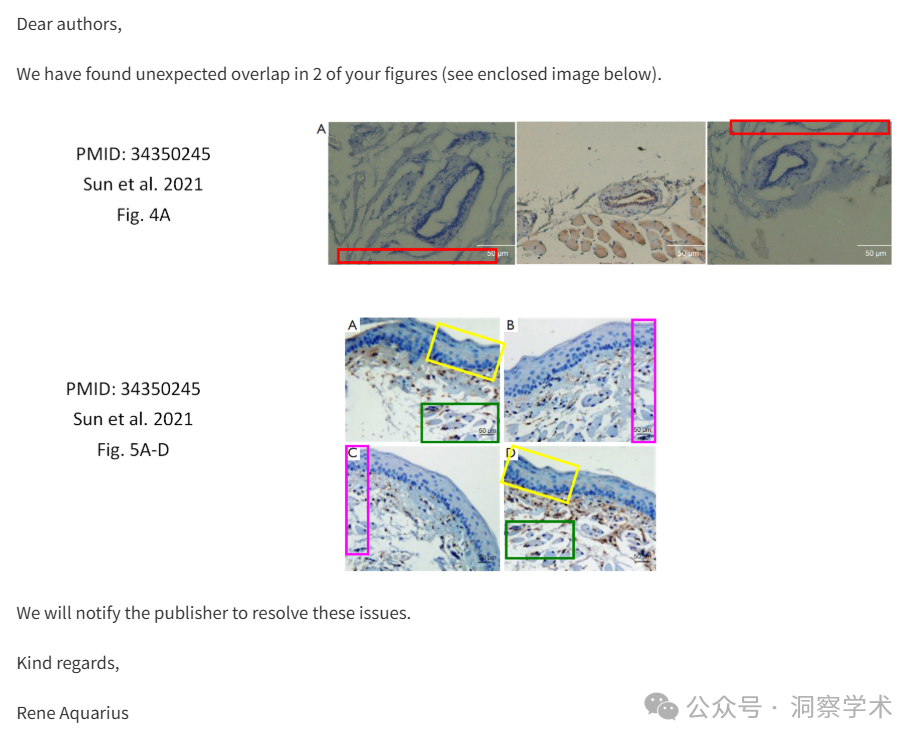 Dear authors,
We have found unexpected overlap in 2 of your figures (see enclosed image below).
PMID: 34350245
Sun et al. 2021
Fig. 4A
A
50 µm
50 µm
50 µm
PMID: 34350245
Sun et al. 2021
Fig. 5A-D
A
B
50 µm
50 µm
C
D
50 µm
50 µm
We will notify the publisher to resolve these issues.
Kind regards,
Rene Aquarius
公众号 · 洞察学术